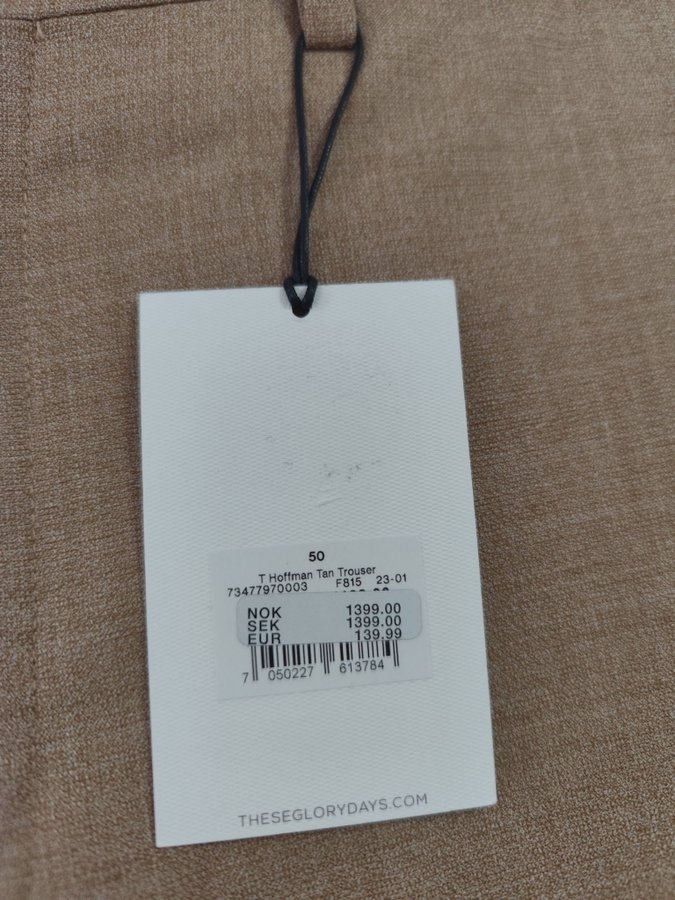 50
T Hoffman Tan Trouser
73477970003 F815 23-01
NOK 1399.00
SEK 1399.00
EUR 139.99
7 050227 613784
THESEGLORYDAYS.COM